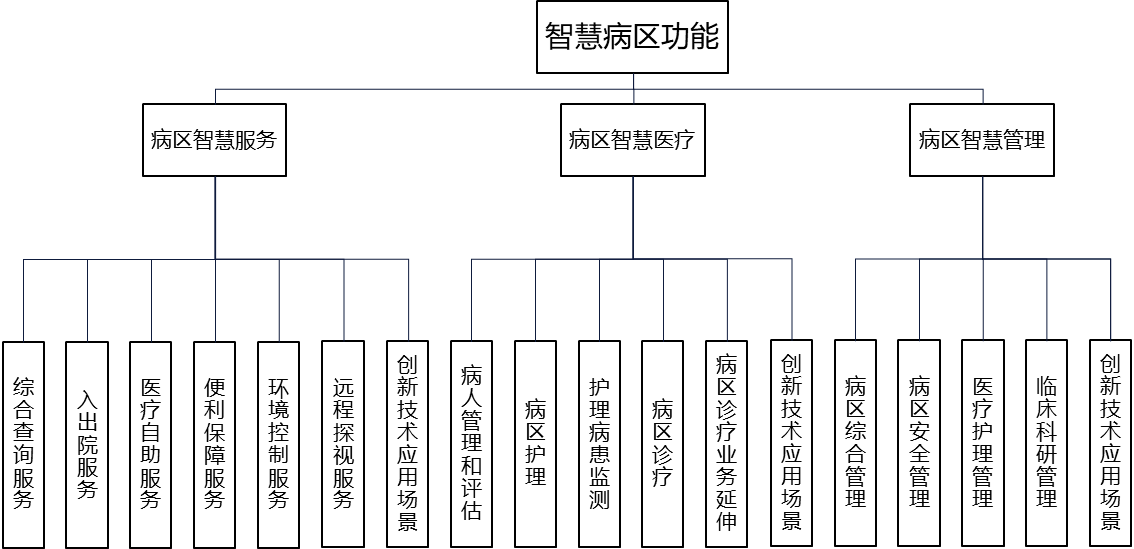 智慧病区功能
病区智慧服务
病区智慧医疗
病区智慧管理
综合查询服务
入出院服务
医疗自助服务
便利保障服务
环境控制服务
远程探视服务
创新技术应用场景
病人管理和评估
病区护理
护理病患监测
病区诊疗
病区诊疗业务延伸
创新技术应用场景
病区综合管理
病区安全管理
医疗护理管理
临床科研管理
创新技术应用场景